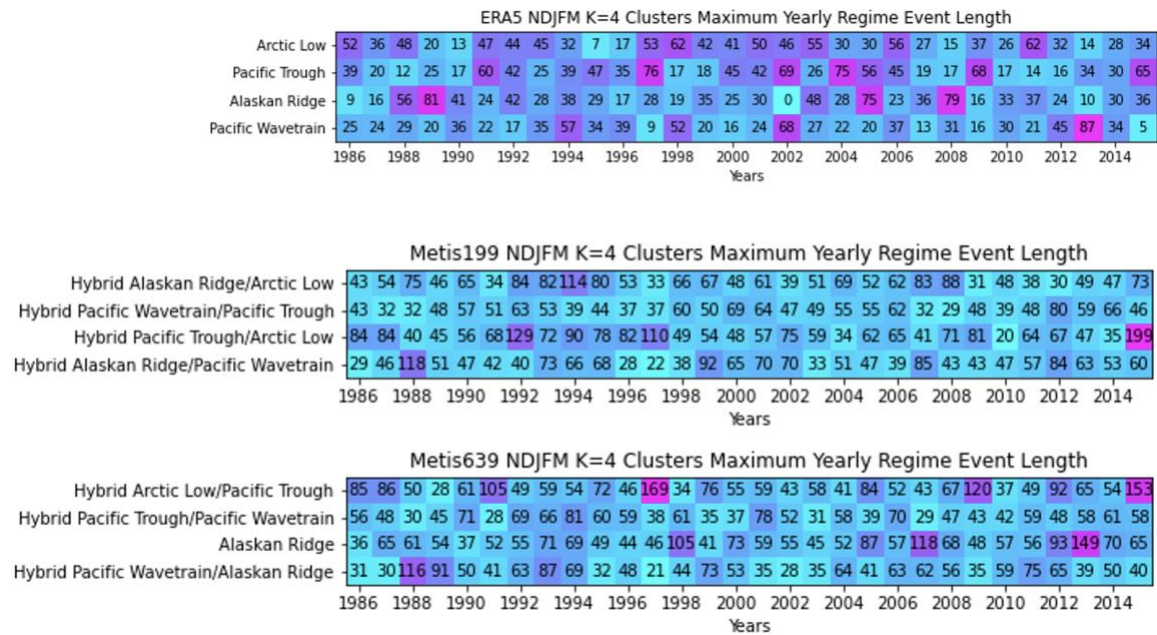 ERA5 NDJFM K=4 Clusters Maximum Yearly Regime Event Length
Arctic Low 52 36 48 20 13 47 44 45 32 7 17 53 62 42 41 50 46 55 30 30 56 27 15 37 26 62 32 14 28 34
Pacific Trough 39 20 12 25 17 60 42 25 39 47 35 76 17 18 45 42 69 26 75 56 45 19 17 68 17 14 16 34 30 65
Alaskan Ridge 9 16 56 81 41 24 42 28 38 29 17 28 19 35 25 30 0 48 28 75 23 36 79 16 33 37 24 10 30 36
Pacific Wavetrain 25 24 29 20 36 22 17 35 57 34 39 9 52 20 16 24 68 27 22 20 37 13 31 16 30 21 45 87 34 5
1986 1988 1990 1992 1994 1996 1998 2000 2002 2004 2006 2008 2010 2012 2014
Years
Metis199 NDJFM K=4 Clusters Maximum Yearly Regime Event Length
Hybrid Alaskan Ridge/Arctic Low 43 54 75 46 65 34 84 82 114 80 53 33 66 67 48 61 39 51 69 52 62 83 88 31 48 38 30 49 47 73
Hybrid Pacific Wavetrain/Pacific Trough 43 32 32 48 57 51 63 53 39 44 37 37 60 50 69 64 47 49 55 55 62 32 29 48 39 48 80 59 66 46
Hybrid Pacific Trough/Arctic Low 84 84 40 45 56 68 129 72 90 78 82 110 49 54 48 57 75 59 34 62 65 41 71 81 20 64 67 47 35 199
Hybrid Alaskan Ridge/Pacific Wavetrain 29 46 118 51 47 42 40 73 66 68 28 22 38 92 65 70 70 33 51 47 39 85 43 43 47 57 84 63 53 60
1986 1988 1990 1992 1994 1996 1998 2000 2002 2004 2006 2008 2010 2012 2014
Years
Metis639 NDJFM K=4 Clusters Maximum Yearly Regime Event Length
Hybrid Arctic Low/Pacific Trough 85 86 50 28 61 105 49 59 54 72 46 169 34 76 55 59 43 58 41 84 52 43 67 120 37 49 92 65 54 153
Hybrid Pacific Trough/Pacific Wavetrain 56 48 30 45 71 28 69 66 81 60 59 38 61 35 37 78 52 31 58 39 70 29 47 43 42 59 48 58 61 58
Alaskan Ridge 36 65 61 54 37 52 55 71 69 49 44 46 105 41 73 59 55 45 52 87 57 118 68 48 57 56 93 149 70 65
Hybrid Pacific Wavetrain/Alaskan Ridge 31 30 116 91 50 41 63 87 69 32 48 21 44 73 53 35 28 35 64 41 63 62 56 35 59 75 65 39 50 40
1986 1988 1990 1992 1994 1996 1998 2000 2002 2004 2006 2008 2010 2012 2014
Years